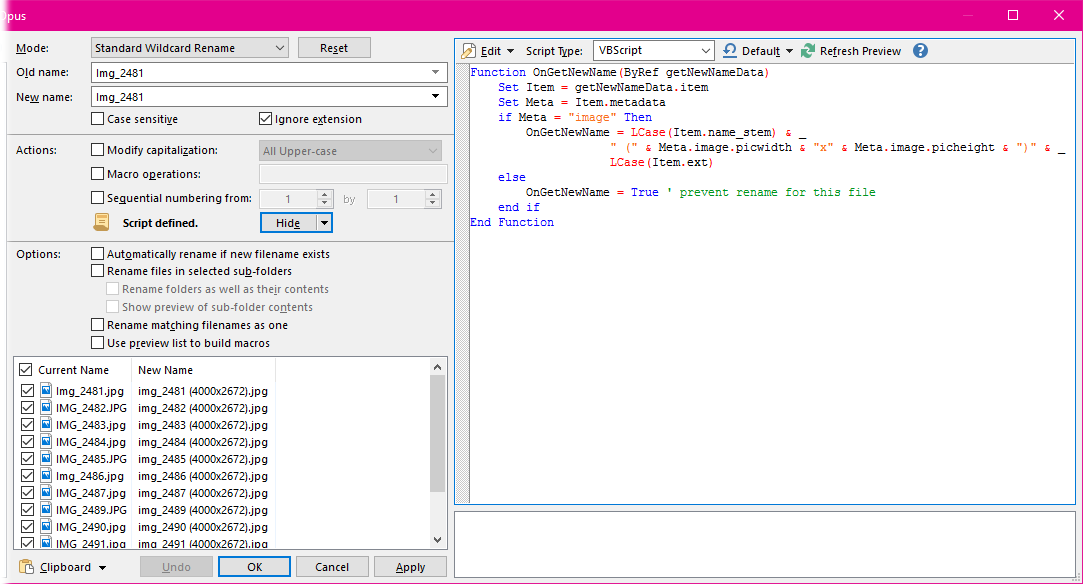 Opus
Mode: Standard Wildcard Rename Reset
Old name: Img_2481
New name: Img_2481
Case sensitive Ignore extension
Actions: Modify capitalization: All Upper-case
Macro operations:
Sequential numbering from: 1 by 1
Script defined. Hide
Options: Automatically rename if new filename exists
Rename files in selected sub-folders
Rename folders as well as their contents
Show preview of sub-folder contents
Rename matching filenames as one
Use preview list to build macros
Current Name New Name
Img_2481.jpg img_2481 (4000x2672).jpg
IMG_2482.JPG img_2482 (4000x2672).jpg
IMG_2483.jpg img_2483 (4000x2672).jpg
IMG_2484.jpg img_2484 (4000x2672).jpg
IMG_2485.JPG img_2485 (4000x2672).jpg
Img_2486.jpg img_2486 (4000x2672).jpg
IMG_2487.jpg img_2487 (4000x2672).jpg
IMG_2489.JPG img_2489 (4000x2672).jpg
IMG_2490.jpg img_2490 (4000x2672).jpg
IMG_2491.jpg img_2491 (4000x2672).jpg
Clipboard Undo OK Cancel Apply
Edit Script Type: VBScript Default Refresh Preview ?
Function OnGetNewName(ByRef getNewNameData)
Set Item = getNewNameData.item
Set Meta = Item.metadata
if Meta = "image" Then
OnGetNewName = LCase(Item.name_stem) & _
" (" & Meta.image.picwidth & "x" & Meta.image.picheight & ")" & _
LCase(Item.ext)
else
OnGetNewName = True ' prevent rename for this file
end if
End Function